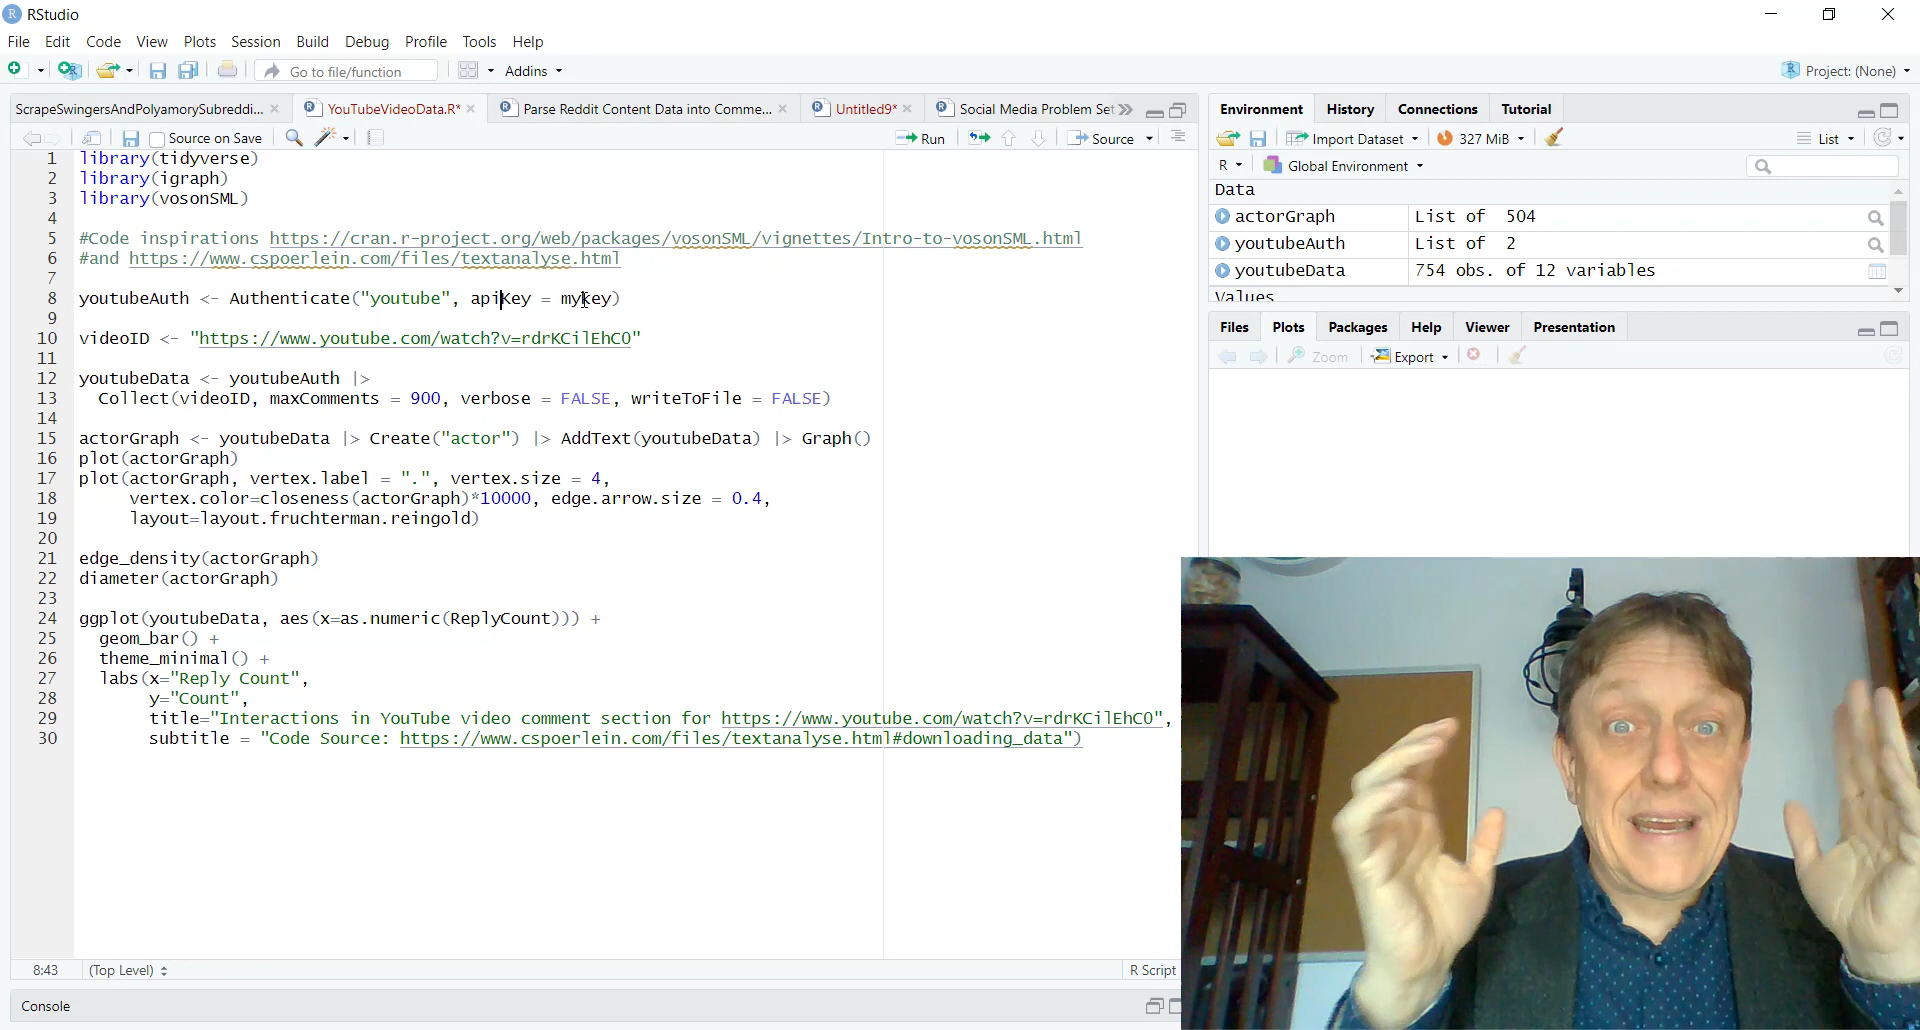 RStudio
File Edit Code View Plots Session Build Debug Profile Tools Help
Go to file/function Addins Project: (None)
ScrapeSwingersAndPolyamorySubreddi... YouTubeVideoData.R* Parse Reddit Content Data into Comme... Untitled9* Social Media Problem Set
Source on Save Run Source
1 library(tidyverse)
2 library(igraph)
3 library(vosonSML)
4
5 #Code inspirations https://cran.r-project.org/web/packages/vosonSML/vignettes/Intro-to-vosonSML.html
6 #and https://www.cspoerlein.com/files/textanalyse.html
7
8 youtubeAuth <- Authenticate("youtube", apiKey = mykey)
9
10 videoID <- "https://www.youtube.com/watch?v=rdrKCilEhC0"
11
12 youtubeData <- youtubeAuth |>
13 Collect(videoID, maxComments = 900, verbose = FALSE, writeToFile = FALSE)
14
15 actorGraph <- youtubeData |> Create("actor") |> AddText(youtubeData) |> Graph()
16 plot(actorGraph)
17 plot(actorGraph, vertex.label = ".", vertex.size = 4,
18 vertex.color=closeness(actorGraph)*10000, edge.arrow.size = 0.4,
19 layout=layout.fruchterman.reingold)
20
21 edge_density(actorGraph)
22 diameter(actorGraph)
23
24 ggplot(youtubeData, aes(x=as.numeric(ReplyCount))) +
25 geom_bar() +
26 theme_minimal() +
27 labs(x="Reply Count",
28 y="Count",
29 title="Interactions in YouTube video comment section for https://www.youtube.com/watch?v=rdrKCilEhC0",
30 subtitle = "Code Source: https://www.cspoerlein.com/files/textanalyse.html#downloading_data")
8:43 (Top Level) R Script
Console
Environment History Connections Tutorial
Import Dataset 327 MiB List
R Global Environment
Data
actorGraph List of 504
youtubeAuth List of 2
youtubeData 754 obs. of 12 variables
Values
Files Plots Packages Help Viewer Presentation
Zoom Export